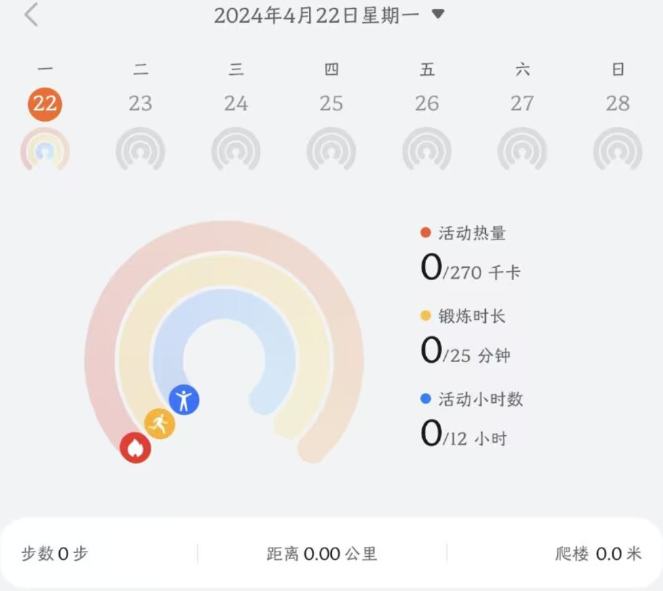 2024年4月22日星期一
一 二 三 四 五 六 日
22 23 24 25 26 27 28
活动热量
0/270 千卡
锻炼时长
0/25 分钟
活动小时数
0/12 小时
步数 0 步 距离 0.00 公里 爬楼 0.0 米